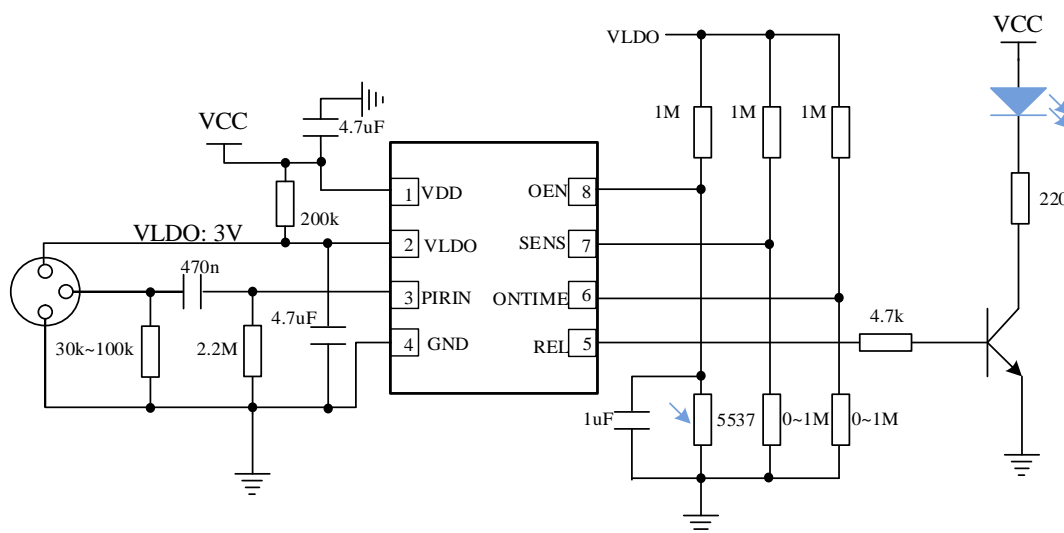 VCC
VLDO
4.7uF
1M
1M
1M
VCC
1
VDD
OEN
8
200k
220
VLDO: 3V
2
VLDO
SENS
7
470n
3
PIRIN
ONTIME
6
4.7uF
4.7k
30k~100k
2.2M
4
GND
REL
5
1uF
5537
0~1M
0~1M